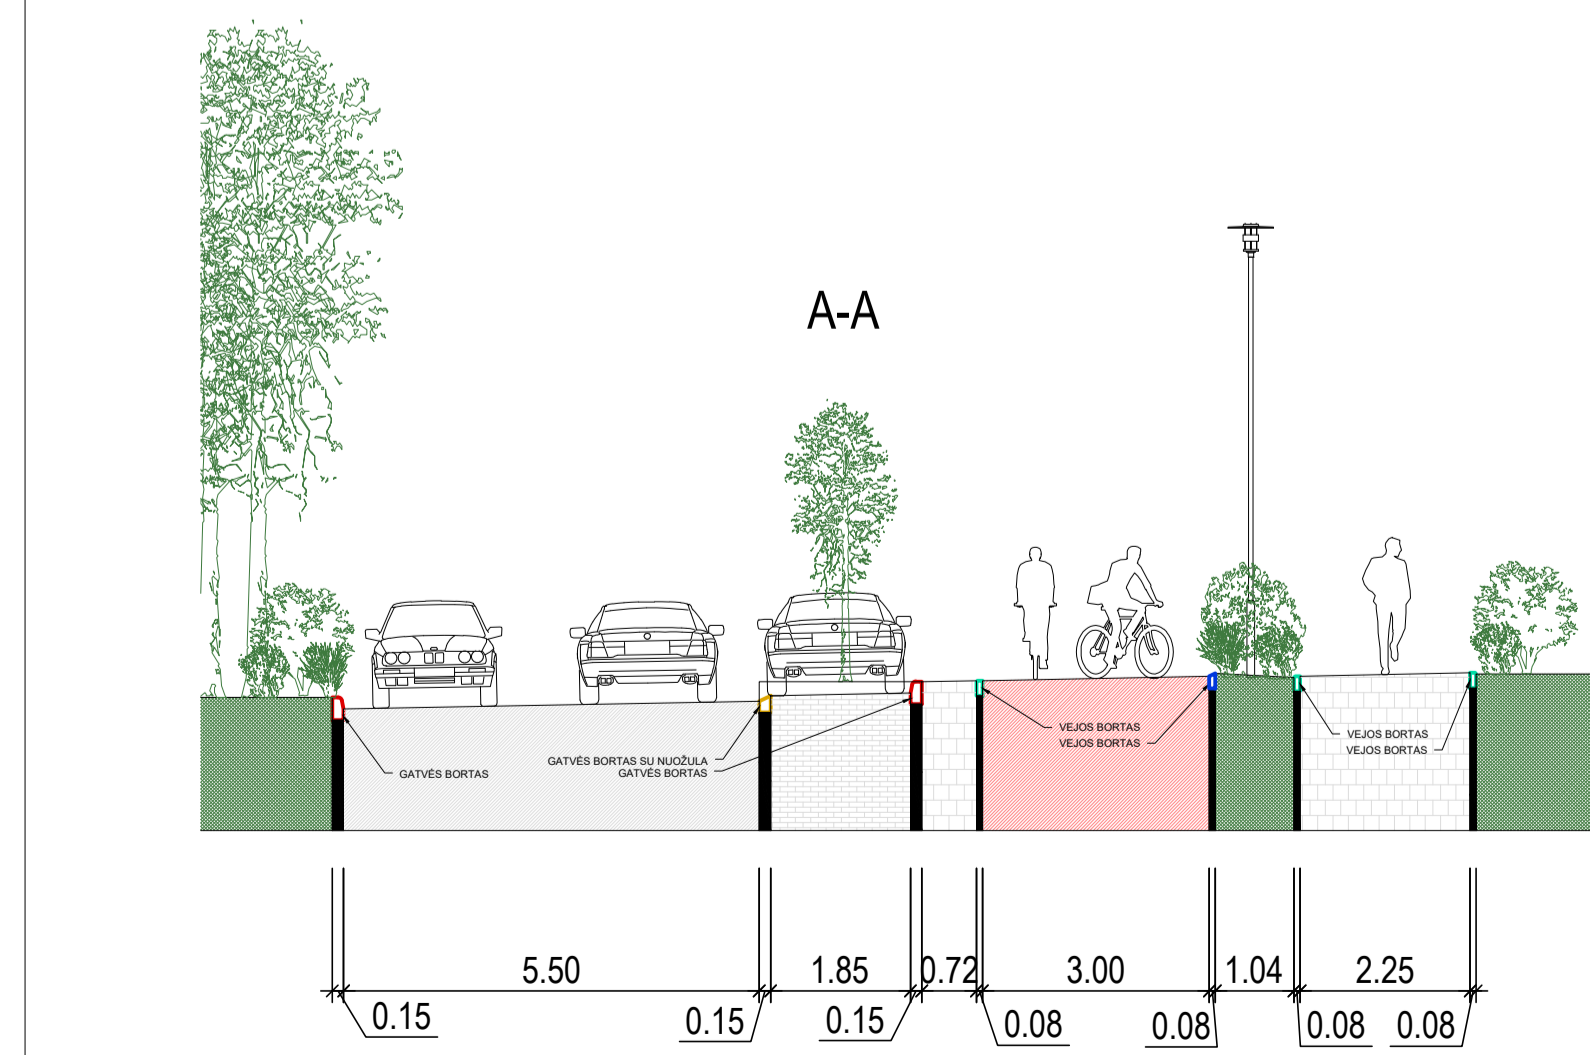 A-A
VEJOS BORTAS
VEJOS BORTAS
VEJOS BORTAS
VEJOS BORTAS
GATVĖS BORTAS SU NUOŽULA
GATVĖS BORTAS
GATVĖS BORTAS
5.50
1.85
0.72
3.00
1.04
2.25
0.15
0.15
0.15
0.08
0.08
0.08
0.08